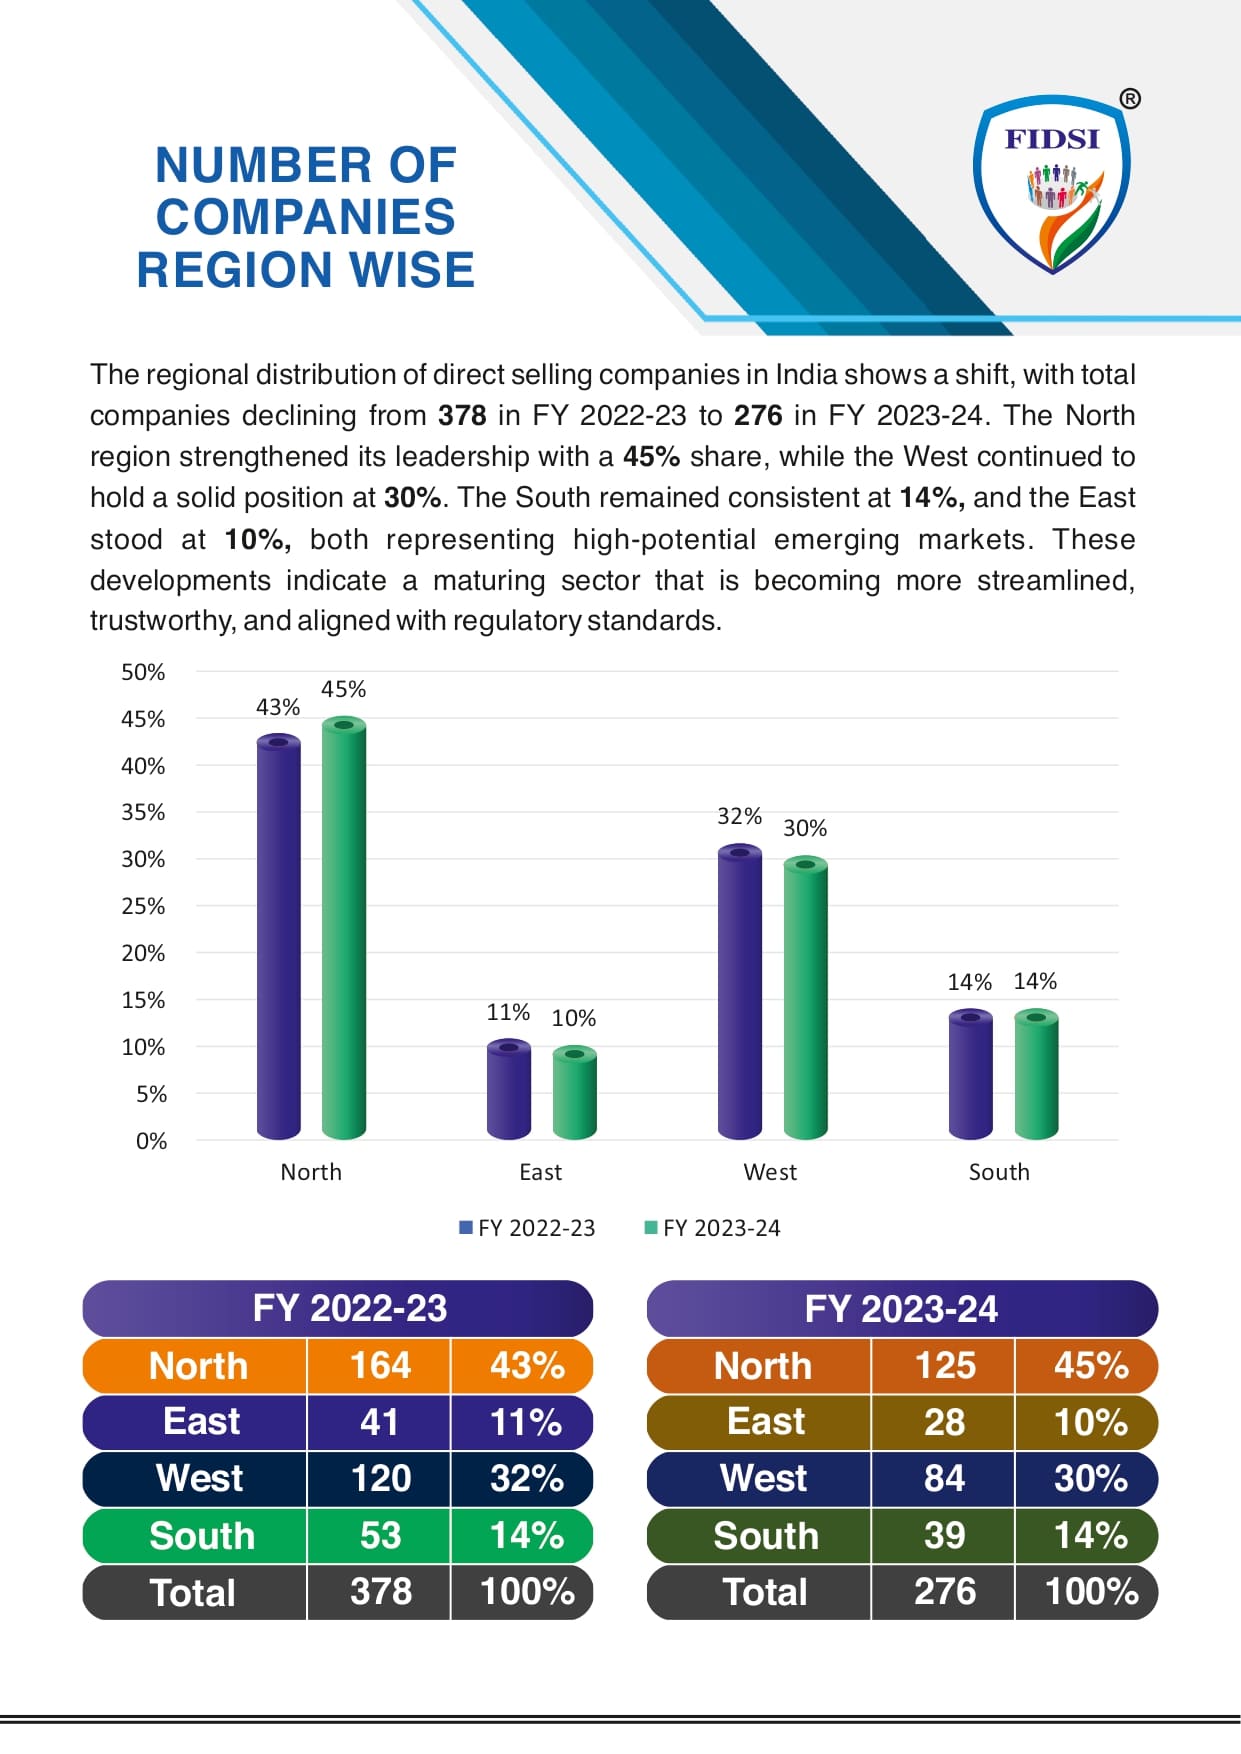 NUMBER OF
COMPANIES
REGION WISE
FIDSI
®
The regional distribution of direct selling companies in India shows a shift, with total
companies declining from 378 in FY 2022-23 to 276 in FY 2023-24. The North
region strengthened its leadership with a 45% share, while the West continued to
hold a solid position at 30%. The South remained consistent at 14%, and the East
stood at 10%, both representing high-potential emerging markets. These
developments indicate a maturing sector that is becoming more streamlined,
trustworthy, and aligned with regulatory standards.
50%
45%
40%
35%
30%
25%
20%
15%
10%
5%
0%
43% 45%
11% 10%
32% 30%
14% 14%
North East West South
FY 2022-23 FY 2023-24
FY 2022-23
North 164 43%
East 41 11%
West 120 32%
South 53 14%
Total 378 100%
FY 2023-24
North 125 45%
East 28 10%
West 84 30%
South 39 14%
Total 276 100%